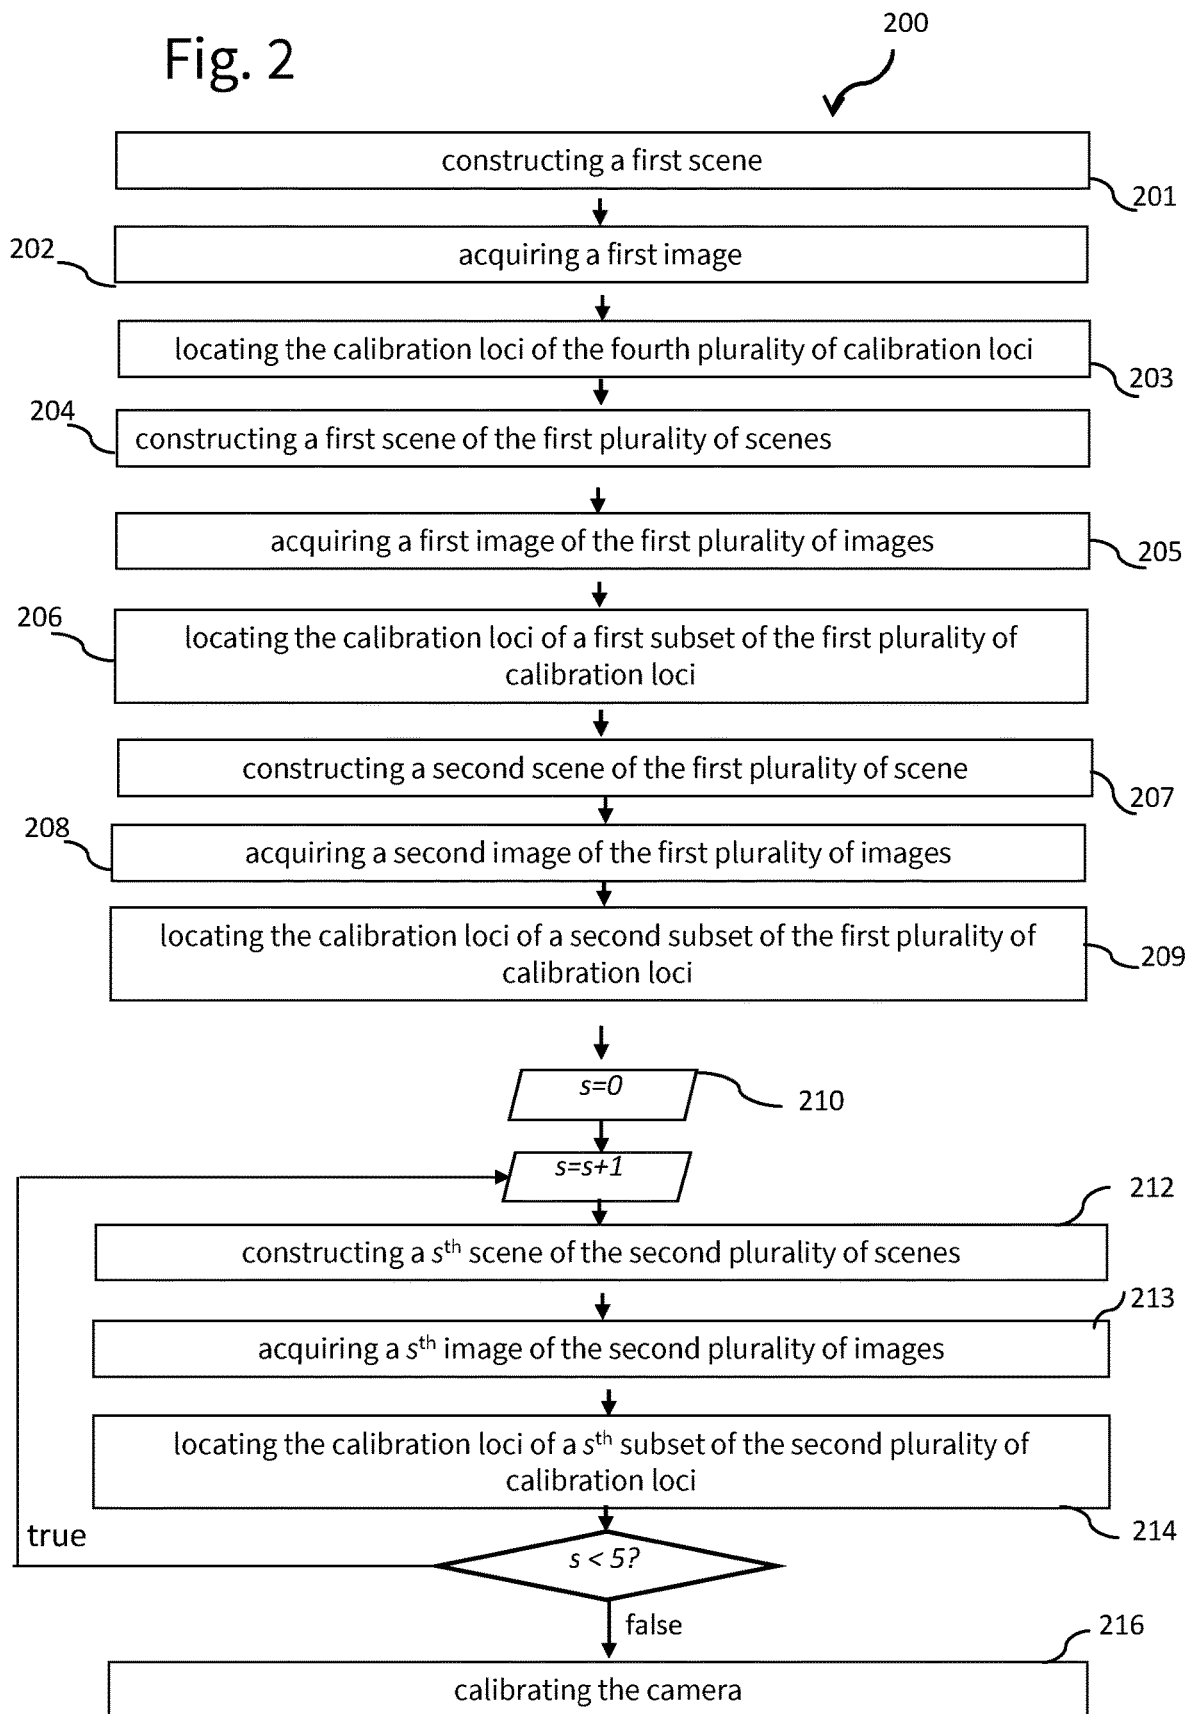 Fig. 2
200
constructing a first scene
201
202
acquiring a first image
locating the calibration loci of the fourth plurality of calibration loci
203
204
constructing a first scene of the first plurality of scenes
acquiring a first image of the first plurality of images
205
206
locating the calibration loci of a first subset of the first plurality of
calibration loci
constructing a second scene of the first plurality of scene
207
208
acquiring a second image of the first plurality of images
locating the calibration loci of a second subset of the first plurality of
calibration loci
209
s=0
210
s=s+1
212
constructing a sth scene of the second plurality of scenes
213
acquiring a sth image of the second plurality of images
locating the calibration loci of a sth subset of the second plurality of
calibration loci
214
true
s < 5?
false
216
calibrating the camera